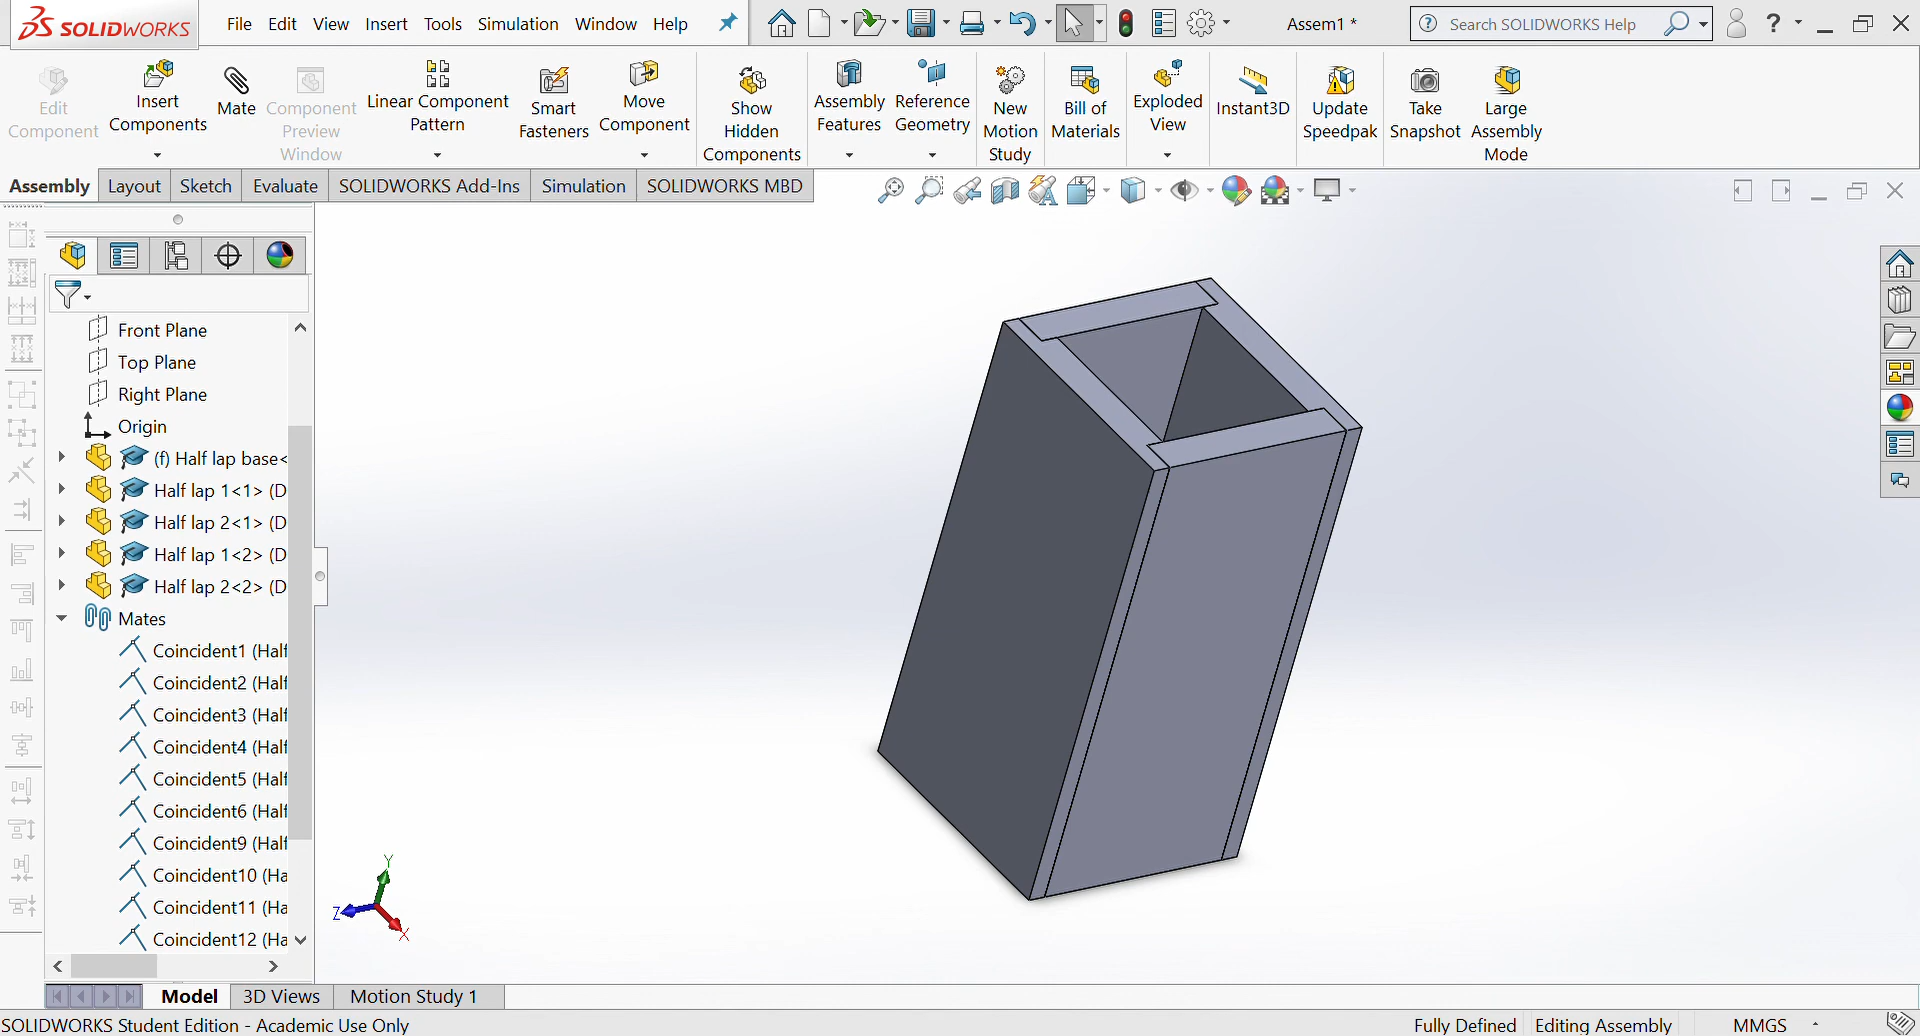 SOLIDWORKS File Edit View Insert Tools Simulation Window Help Assem1 * Search SOLIDWORKS Help ?
Edit Component
Insert Components
Mate
Component Preview Window
Linear Component Pattern
Smart Fasteners
Move Component
Show Hidden Components
Assembly Features
Reference Geometry
New Motion Study
Bill of Materials
Exploded View
Instant3D
Update Speedpak
Take Snapshot
Large Assembly Mode
Assembly Layout Sketch Evaluate SOLIDWORKS Add-Ins Simulation SOLIDWORKS MBD
Front Plane
Top Plane
Right Plane
Origin
(f) Half lap base<
Half lap 1<1> (D
Half lap 2<1> (D
Half lap 1<2> (D
Half lap 2<2> (D
Mates
Coincident1 (Half
Coincident2 (Half
Coincident3 (Half
Coincident4 (Half
Coincident5 (Half
Coincident6 (Half
Coincident9 (Half
Coincident10 (Ha
Coincident11 (Ha
Coincident12 (Ha
Y
Z
X
Model 3D Views Motion Study 1
SOLIDWORKS Student Edition - Academic Use Only Fully Defined Editing Assembly MMGS